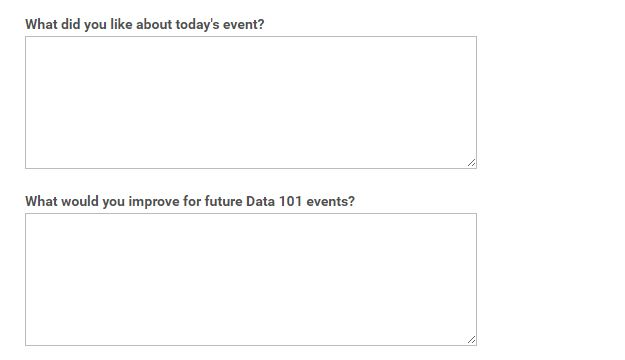 What did you like about today's event?
What would you improve for future Data 101 events?